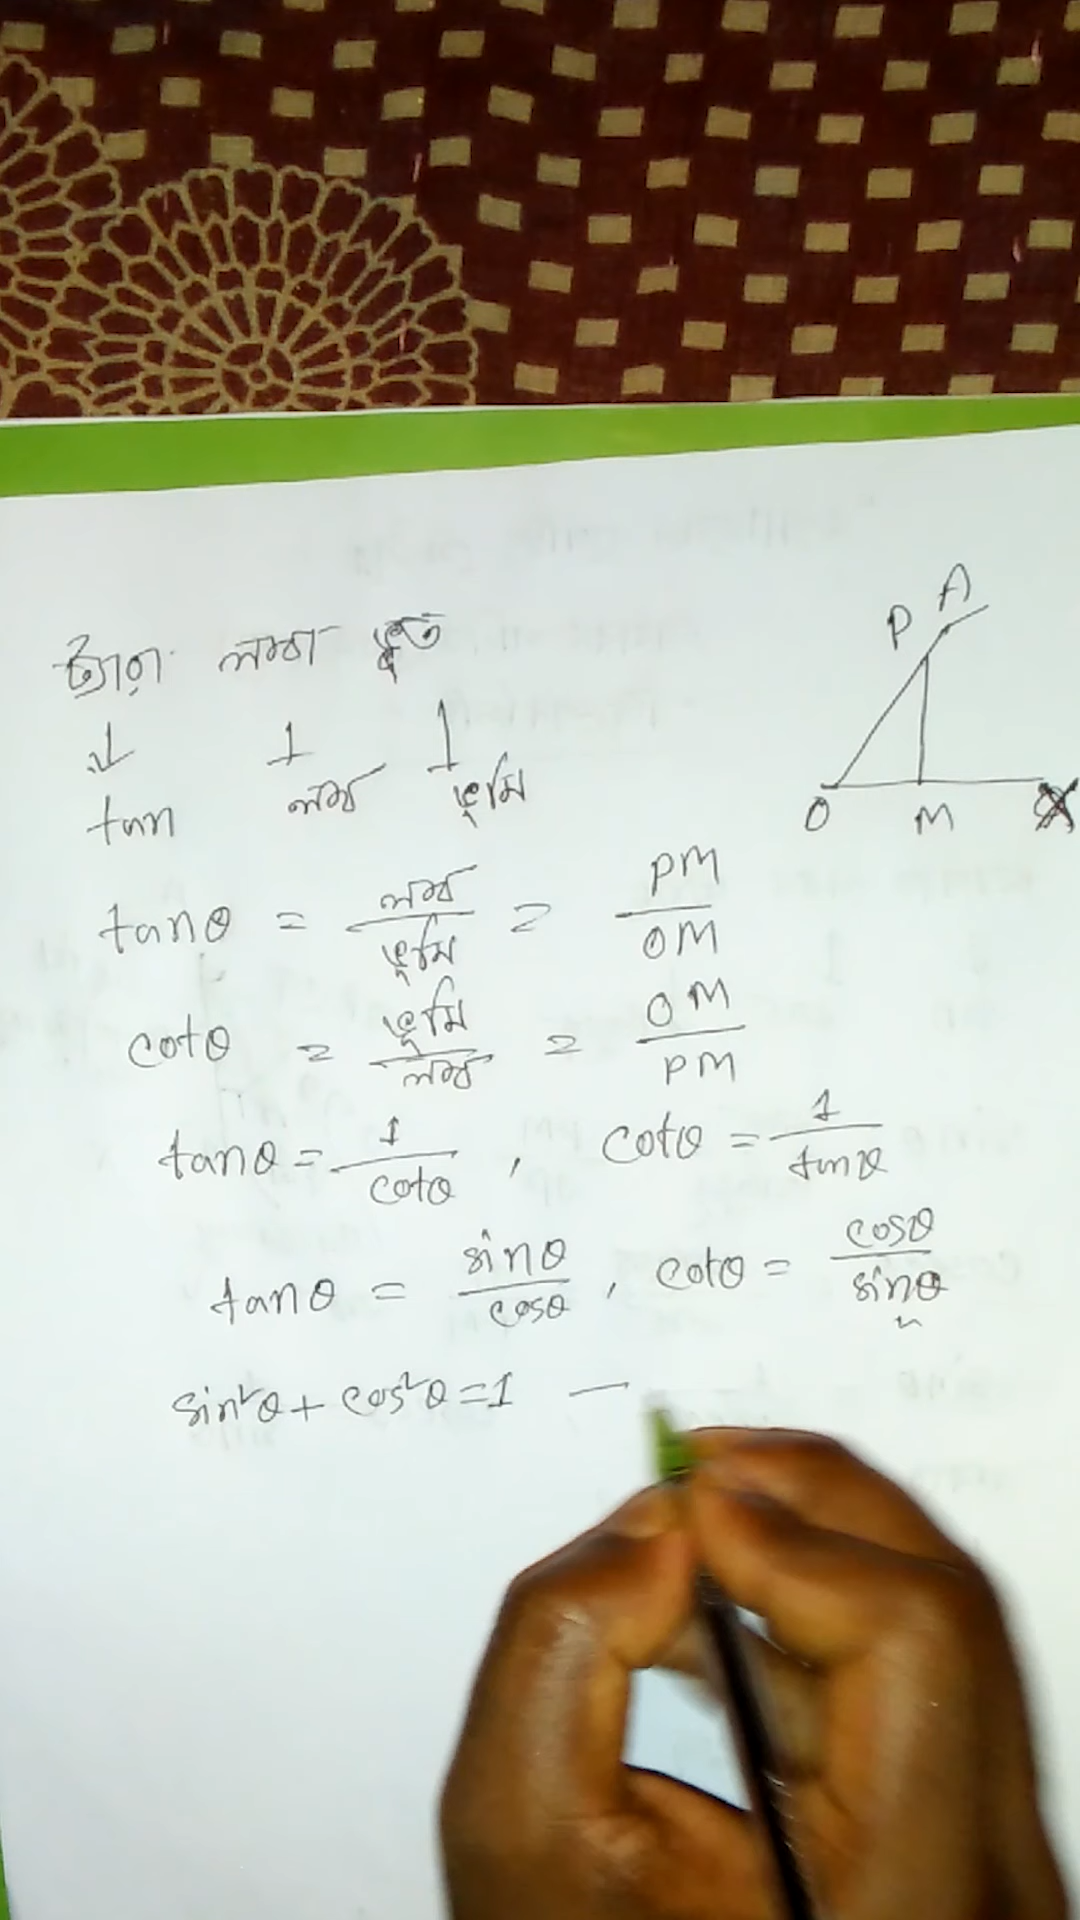 ট্যারা লম্বা ভূত
tan লম্ব ভূমি
P A
O M X
tanθ = লম্ব/ভূমি = PM/OM
cotθ = ভূমি/লম্ব = OM/PM
tanθ = 1/cotθ , cotθ = 1/tanθ
tanθ = sinθ/cosθ , cotθ = cosθ/sinθ
sin²θ + cos²θ = 1 —